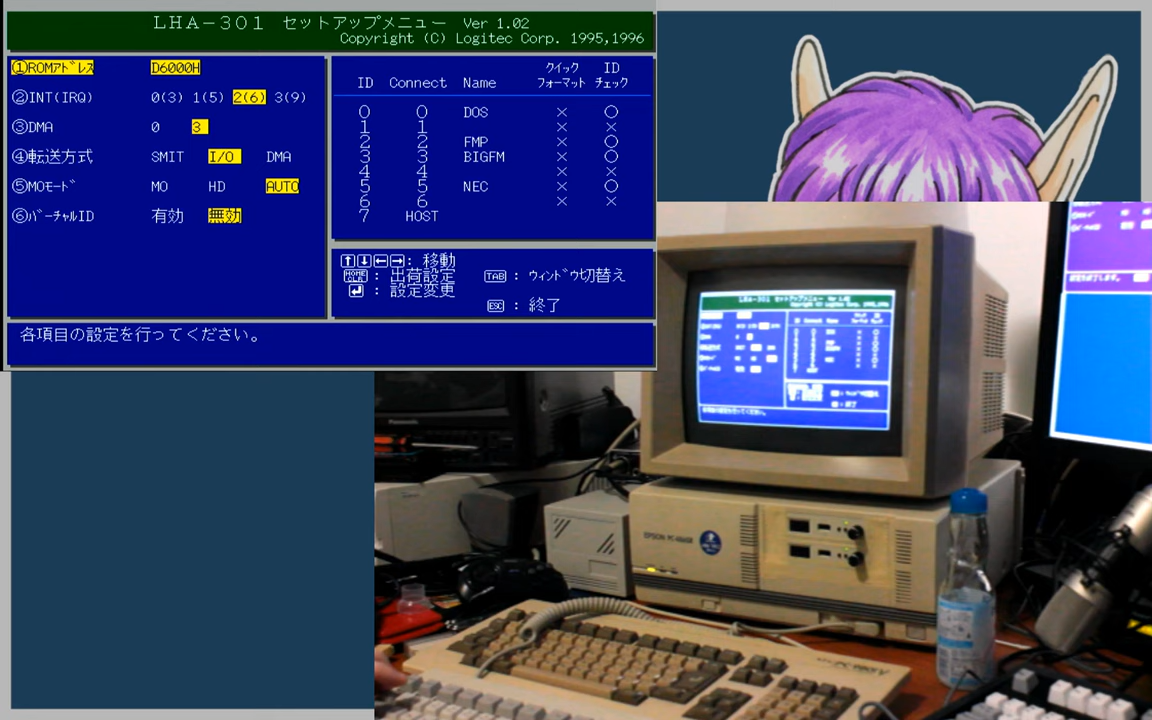 LHA-301 セットアップメニュー Ver 1.02
Copyright (C) Logitec Corp. 1995,1996
①ROMｱﾄﾞﾚｽ D6000H
②INT(IRQ) 0(3) 1(5) 2(6) 3(9)
③DMA 0 3
④転送方式 SMIT I/O DMA
⑤MOﾓｰﾄﾞ MO HD AUTO
⑥ﾊﾞｰﾁｬﾙID 有効 無効
ｸｲｯｸ ID
ID Connect Name ﾌｫｰﾏｯﾄ ﾁｪｯｸ
0 0 DOS × ○
1 1 × ×
2 2 FMP × ○
3 3 BIGFM × ○
4 4 × ×
5 5 NEC × ○
6 6 × ×
7 HOST
↑↓←→: 移動
HOME CLR : 出荷設定 TAB : ｳｨﾝﾄﾞｳ切替え
↵ : 設定変更
ESC : 終了
各項目の設定を行ってください。
Panasonic
EPSON PC-486GR